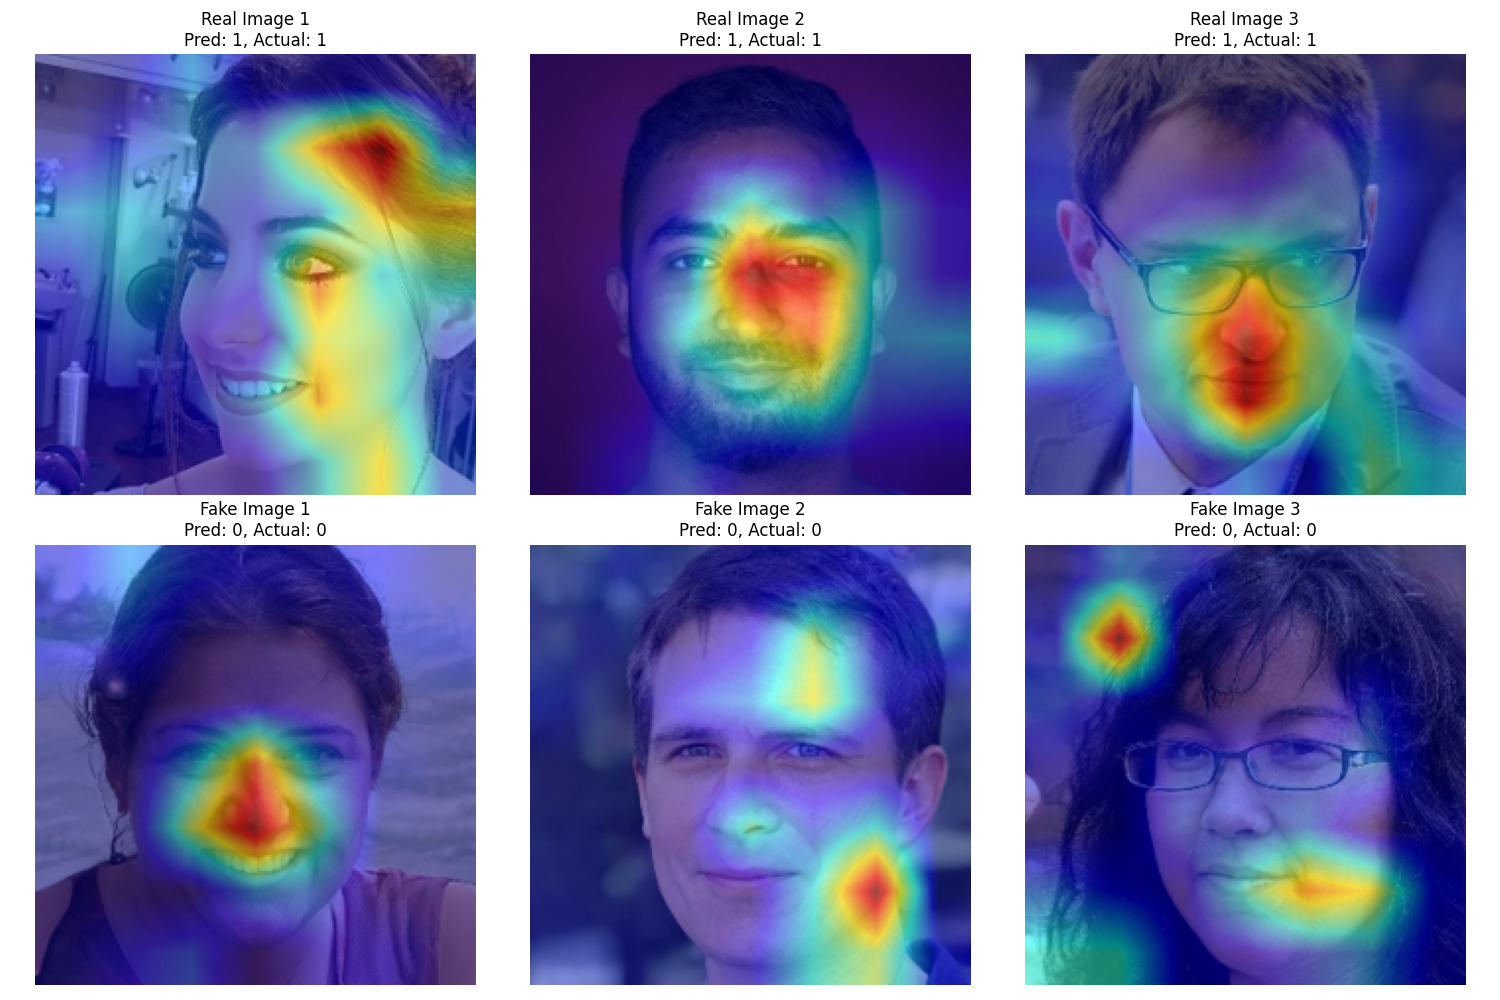 Real Image 1
Pred: 1, Actual: 1
Real Image 2
Pred: 1, Actual: 1
Real Image 3
Pred: 1, Actual: 1
Fake Image 1
Pred: 0, Actual: 0
Fake Image 2
Pred: 0, Actual: 0
Fake Image 3
Pred: 0, Actual: 0